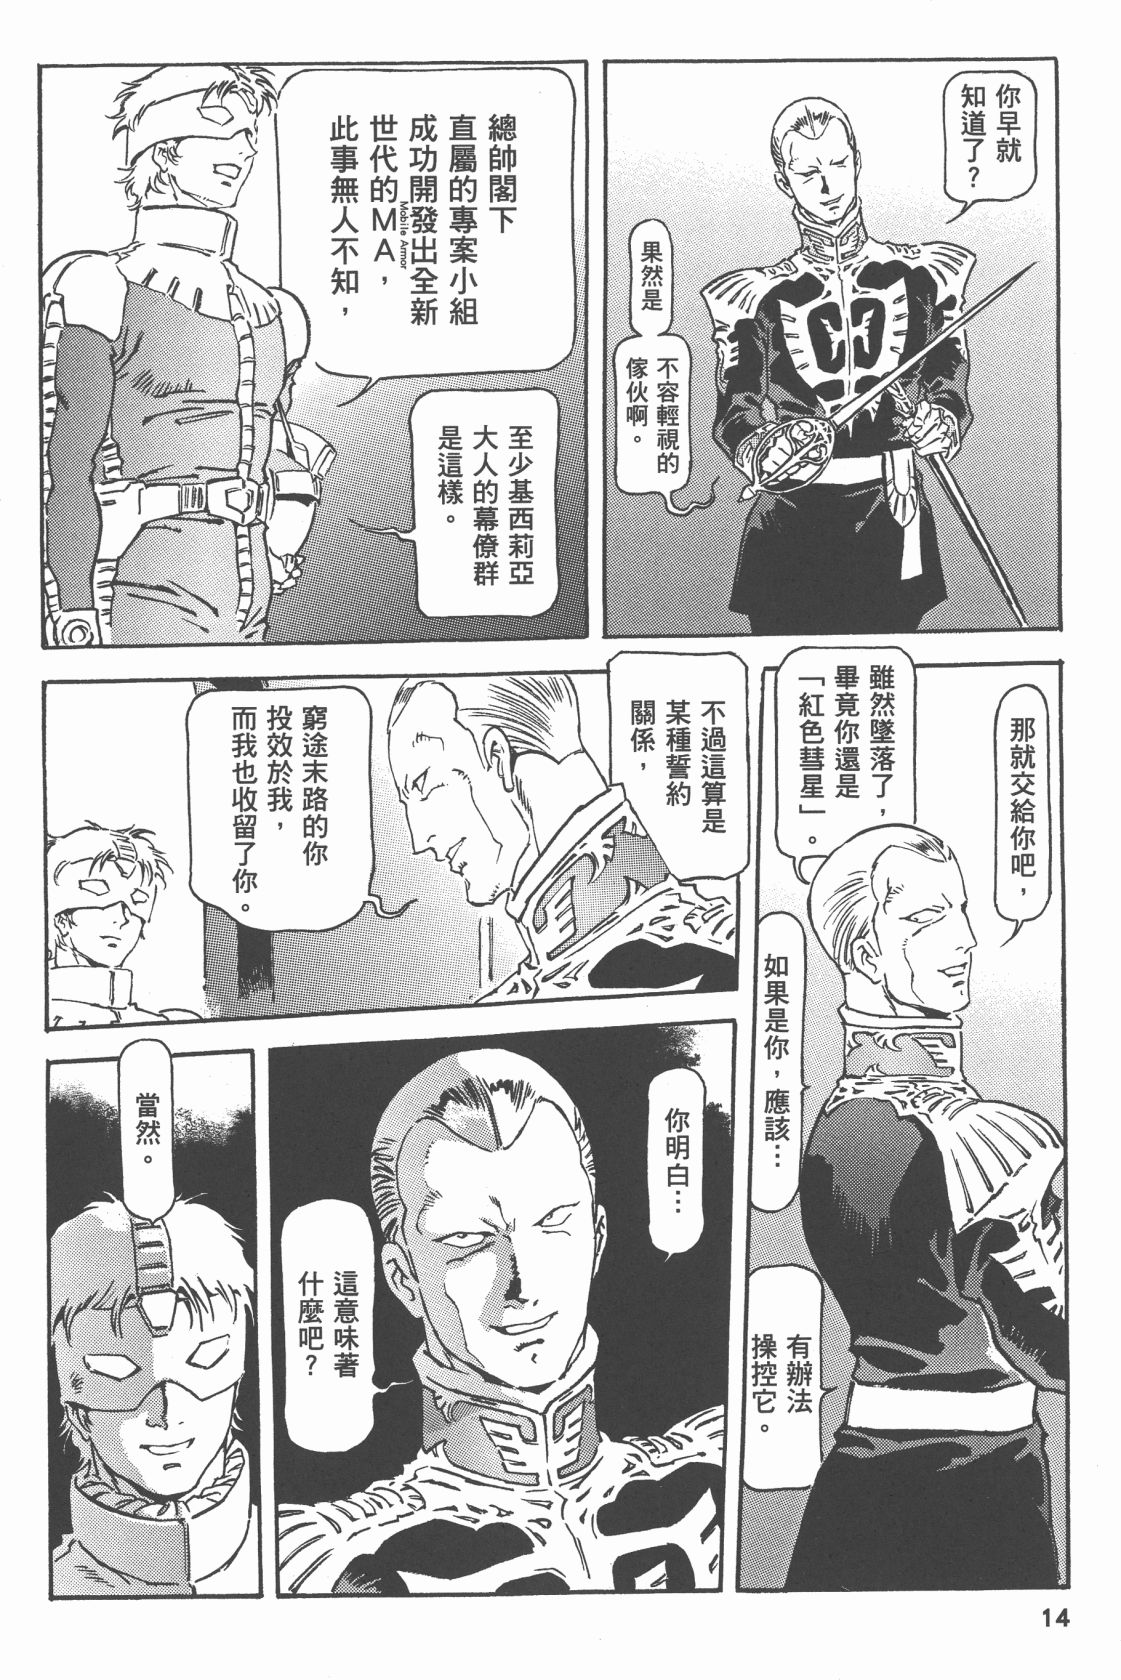 你早就
知道了？
果然是
不容輕視的
傢伙啊。
總帥閣下
直屬的專案小組
成功開發出全新
世代的MA，
Mobile Armor
此事無人不知，
至少基西莉亞
大人的幕僚群
是這樣。
那就交給你吧，
雖然墜落了，
畢竟你還是
「紅色彗星」。
如果是你，應該…
有辦法
操控它。
不過這算是
某種誓約
關係，
窮途末路的你
投效於我，
而我也收留了你。
你明白…
這意味著
什麼吧？
當然。
14